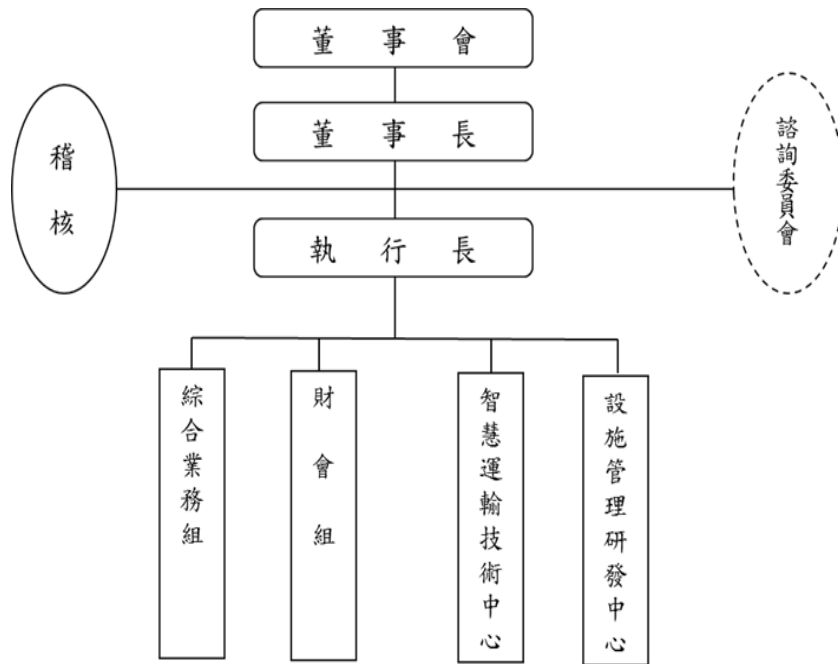 董事會
董事長
稽核
諮詢委員會
執行長
綜合業務組
財會組
智慧運輸技術中心
設施管理研發中心